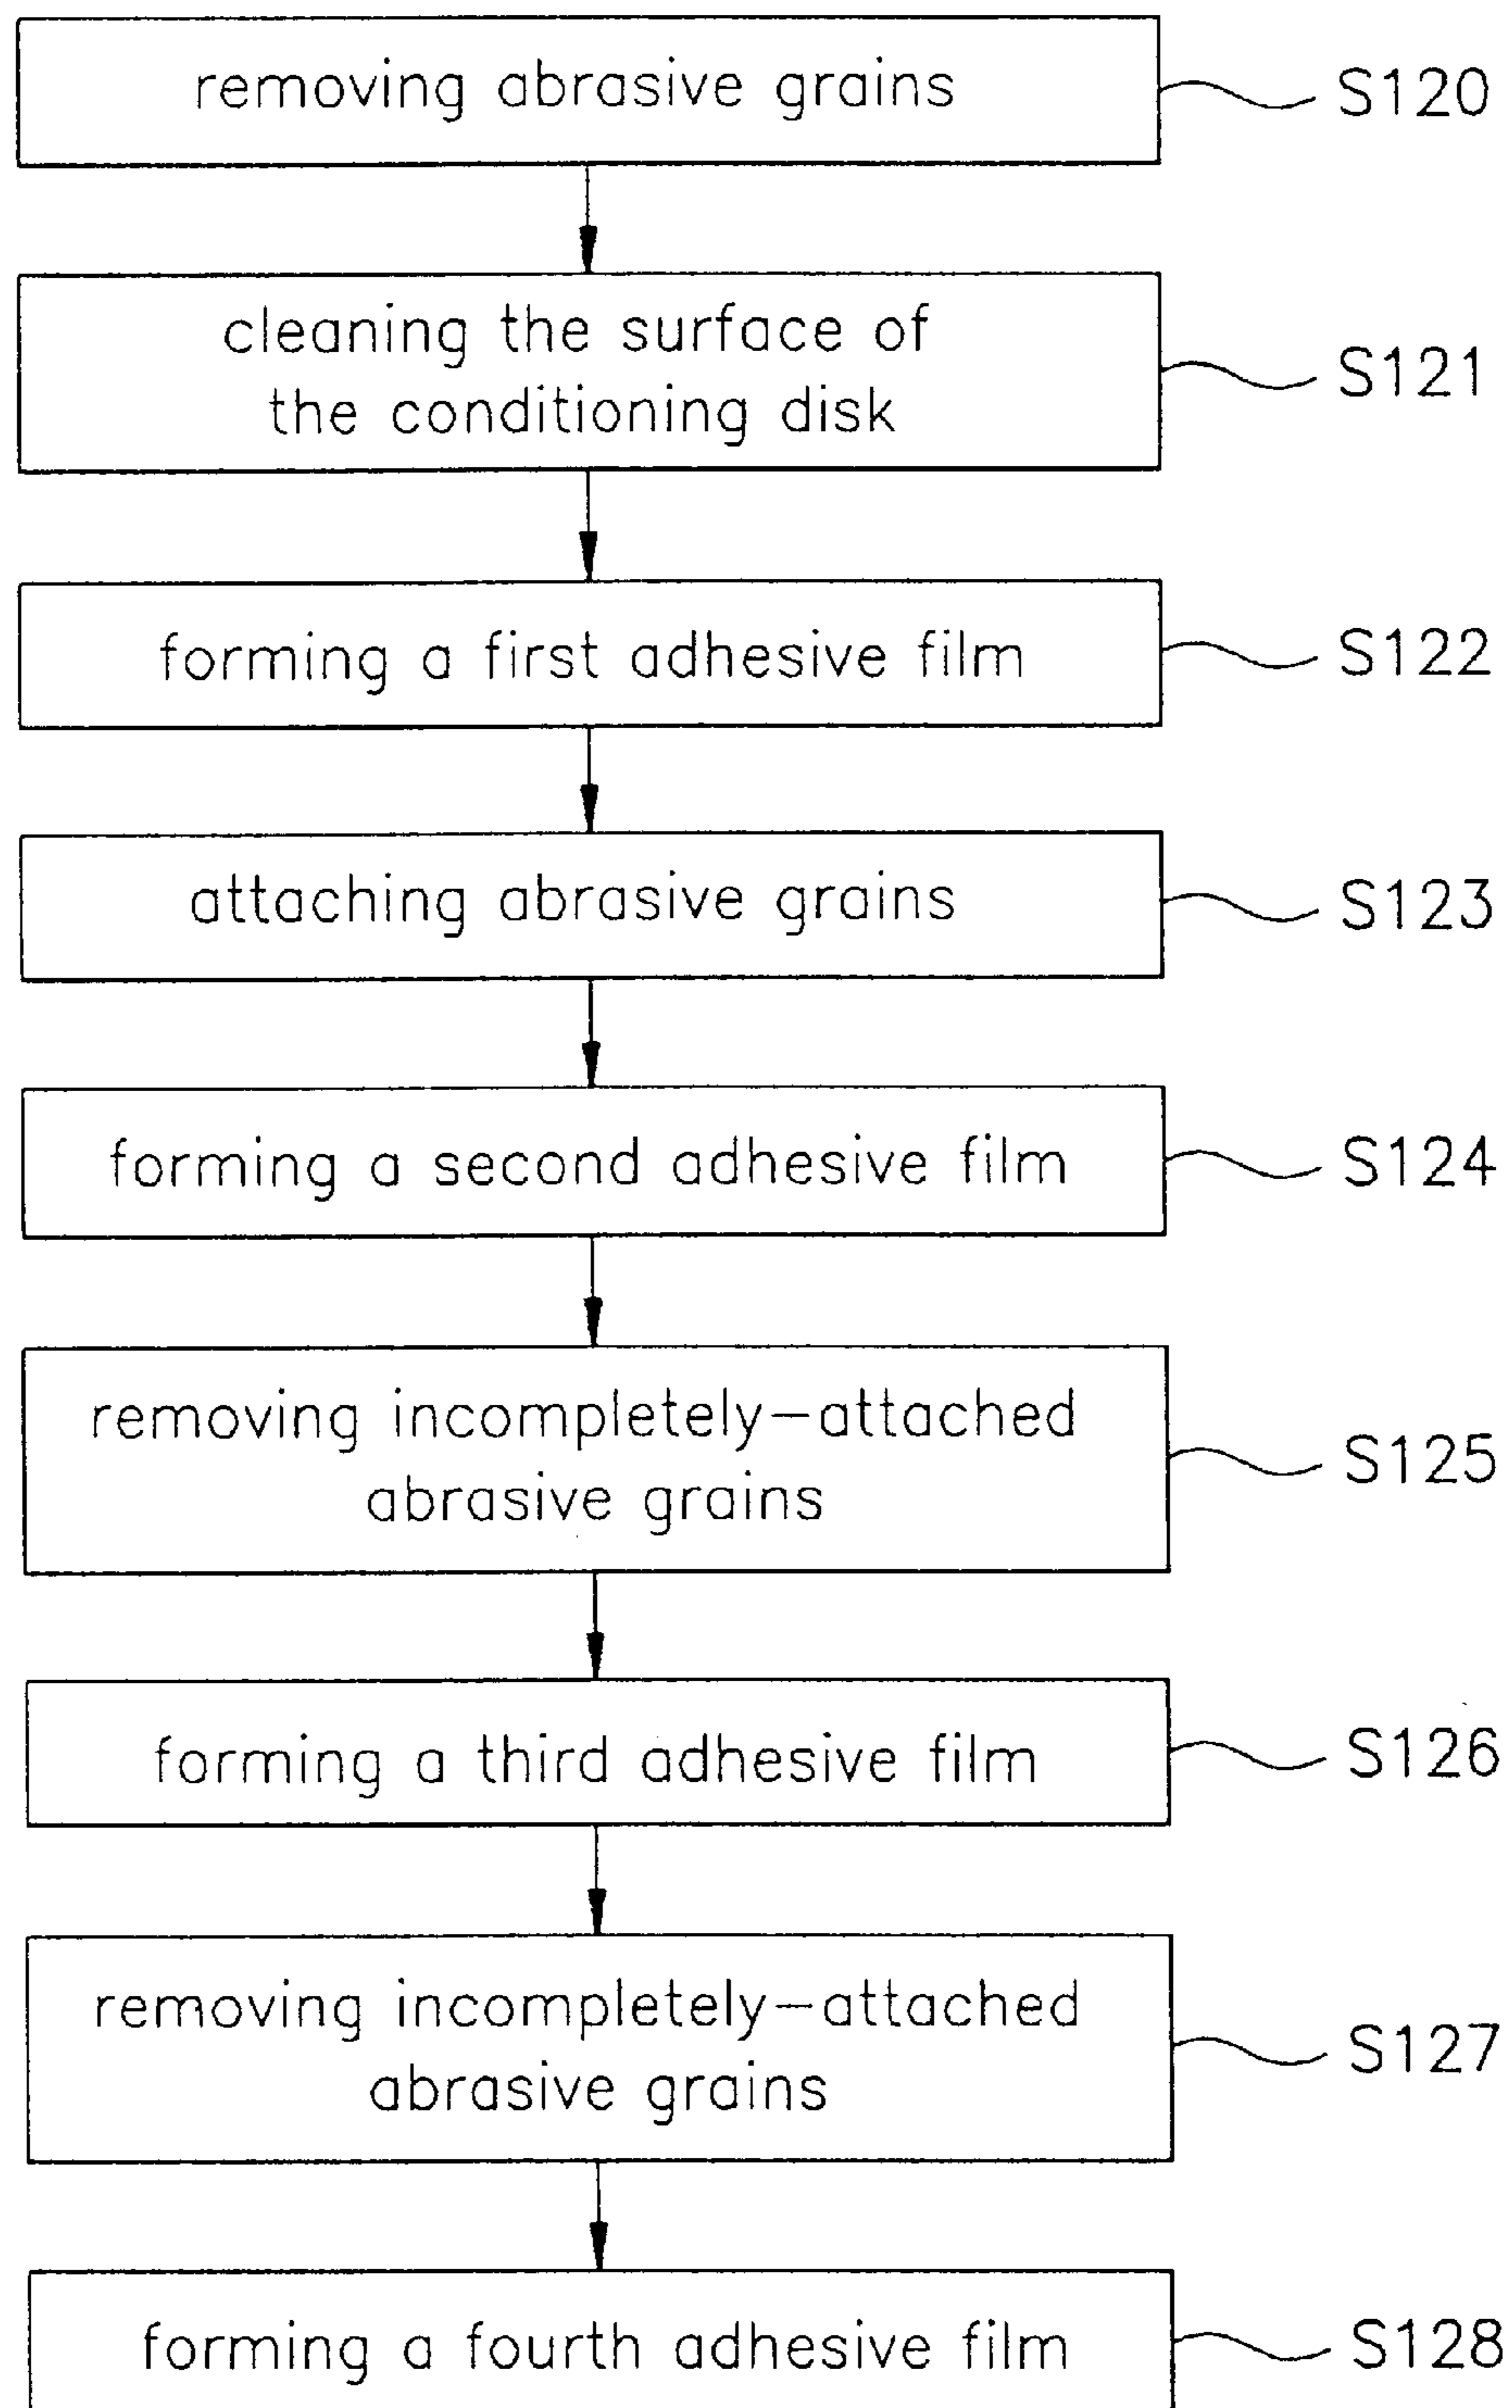 removing abrasive grains
S120
cleaning the surface of
the conditioning disk
S121
forming a first adhesive film
S122
attaching abrasive grains
S123
forming a second adhesive film
S124
removing incompletely-attached
abrasive grains
S125
forming a third adhesive film
S126
removing incompletely-attached
abrasive grains
S127
forming a fourth adhesive film
S128